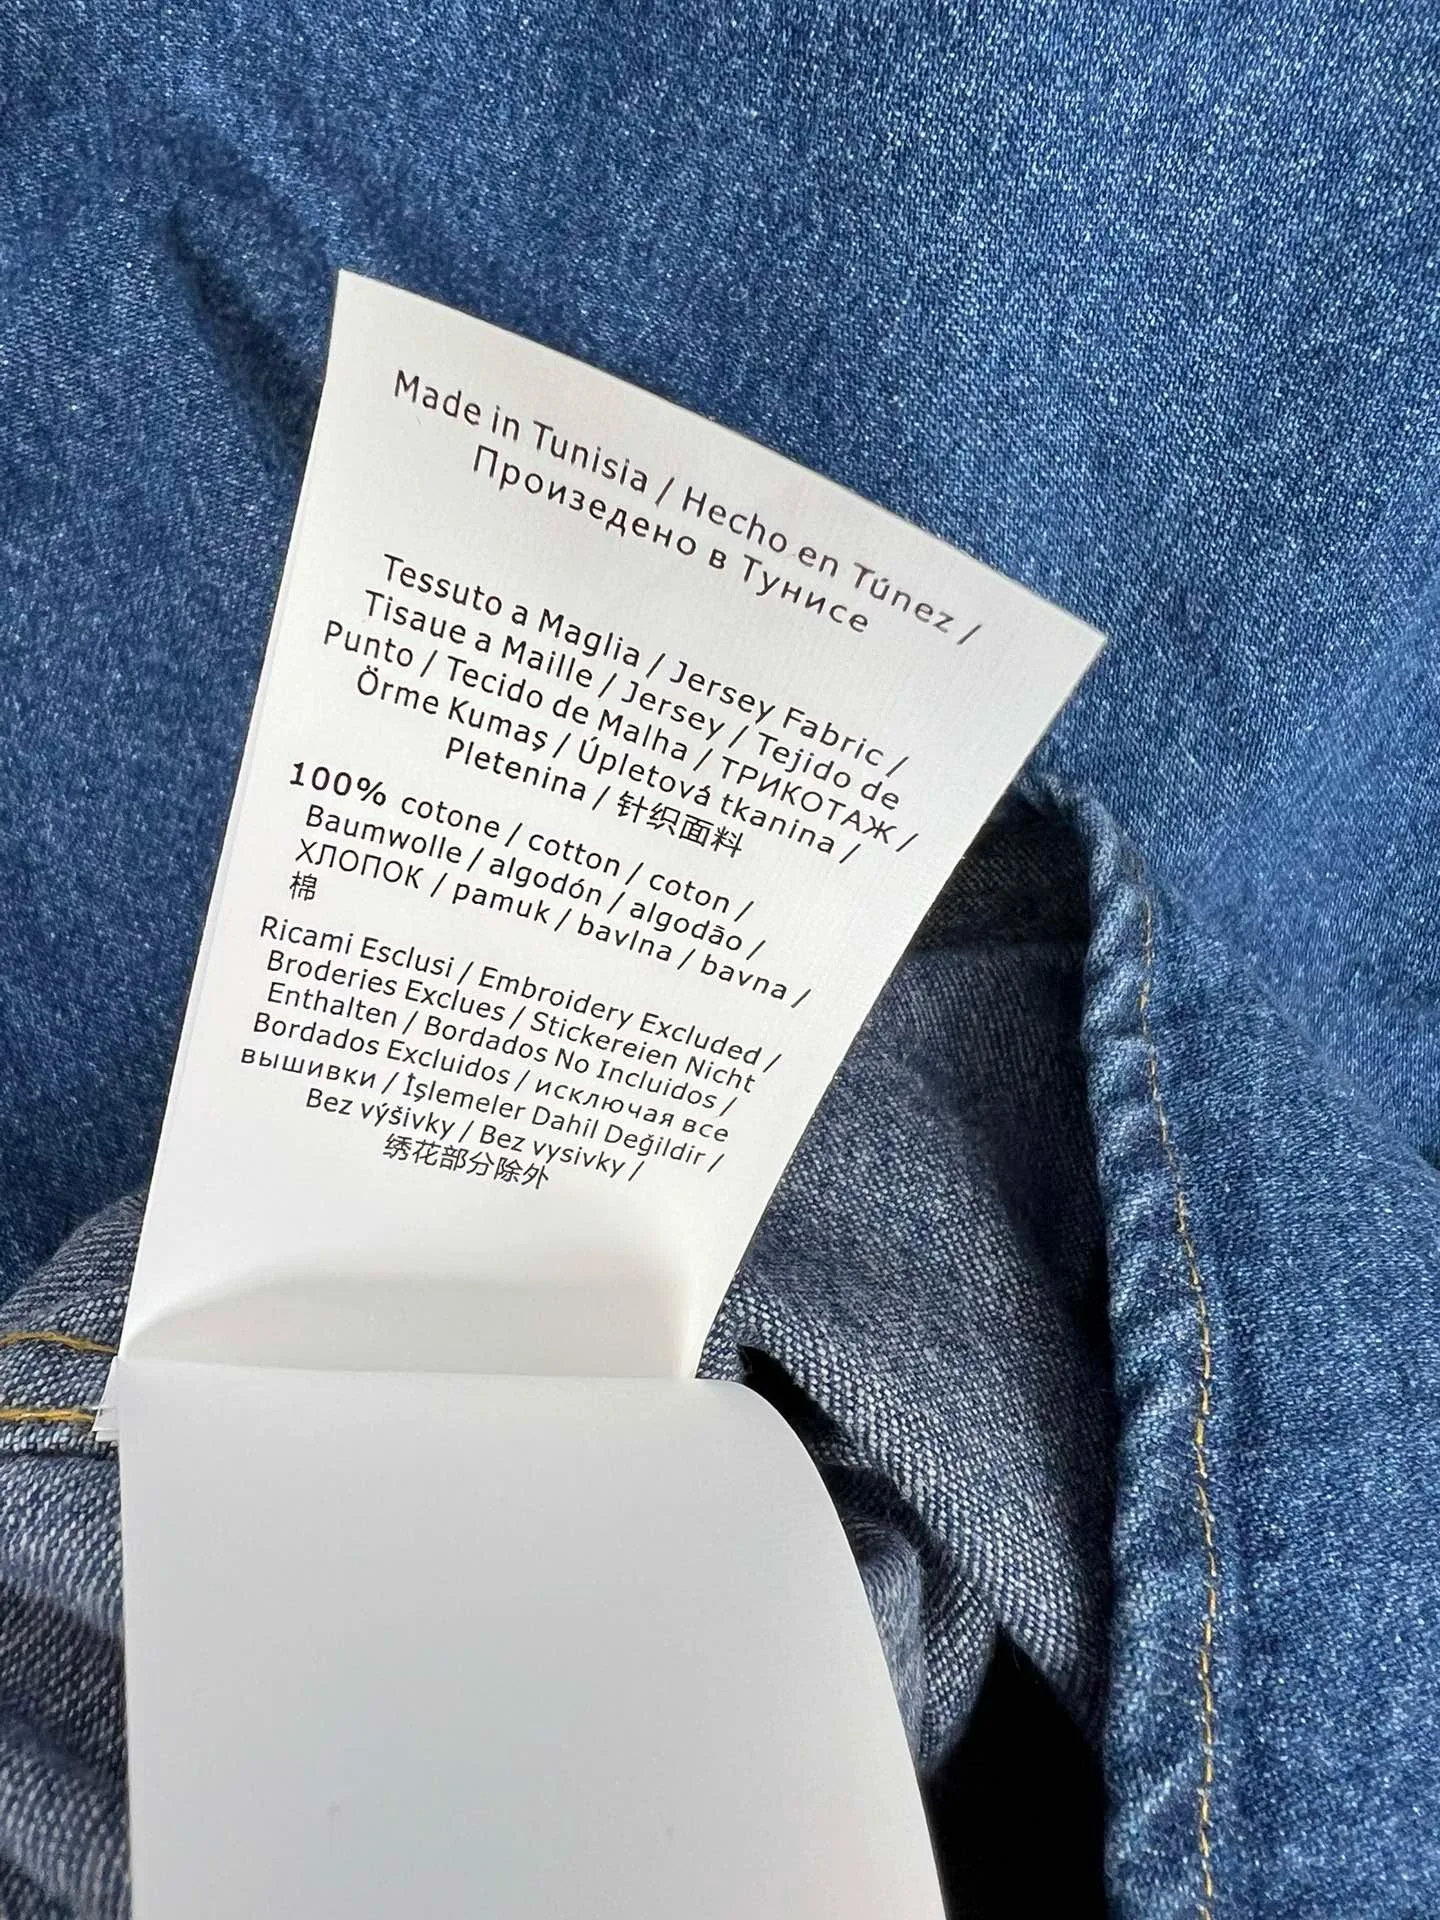 Made in Tunisia / Hecho en Túnez /
Произведено в Тунисе
Tessuto a Maglia / Jersey Fabric /
Tisaue a Maille / Jersey / Tejido de
Punto / Tecido de Malha / ТРИКОТАЖ /
Örme Kumaş / Úpletová tkanina /
Pletenina / 针织面料
100% cotone / cotton / coton /
Baumwolle / algodón / algodāo /
ХЛОПОК / pamuk / bavlna / bavna /
棉
Ricami Esclusi / Embroidery Excluded /
Broderies Exclues / Stickereien Nicht
Enthalten / Bordados No Incluidos /
Bordados Excluidos / исключая все
вышивки / İşlemeler Dahil Değildir /
Bez výšivky / Bez vysivky /
绣花部分除外